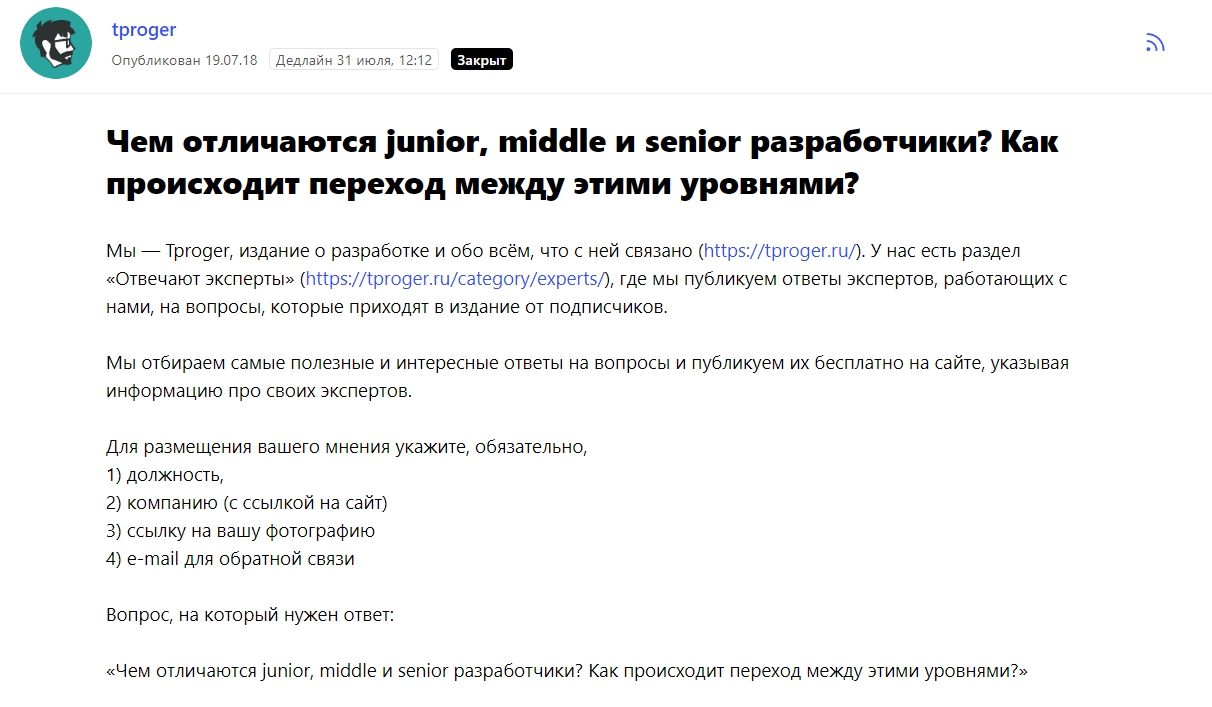 tproger
Опубликован 19.07.18 Дедлайн 31 июля, 12:12 Закрыт
Чем отличаются junior, middle и senior разработчики? Как
происходит переход между этими уровнями?
Мы — Tproger, издание о разработке и обо всём, что с ней связано (https://tproger.ru/). У нас есть раздел
«Отвечают эксперты» (https://tproger.ru/category/experts/), где мы публикуем ответы экспертов, работающих с
нами, на вопросы, которые приходят в издание от подписчиков.
Мы отбираем самые полезные и интересные ответы на вопросы и публикуем их бесплатно на сайте, указывая
информацию про своих экспертов.
Для размещения вашего мнения укажите, обязательно,
1) должность,
2) компанию (с ссылкой на сайт)
3) ссылку на вашу фотографию
4) e-mail для обратной связи
Вопрос, на который нужен ответ:
«Чем отличаются junior, middle и senior разработчики? Как происходит переход между этими уровнями?»